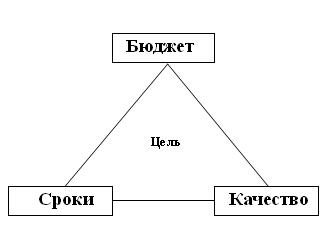 Бюджет
Цель
Сроки
Качество